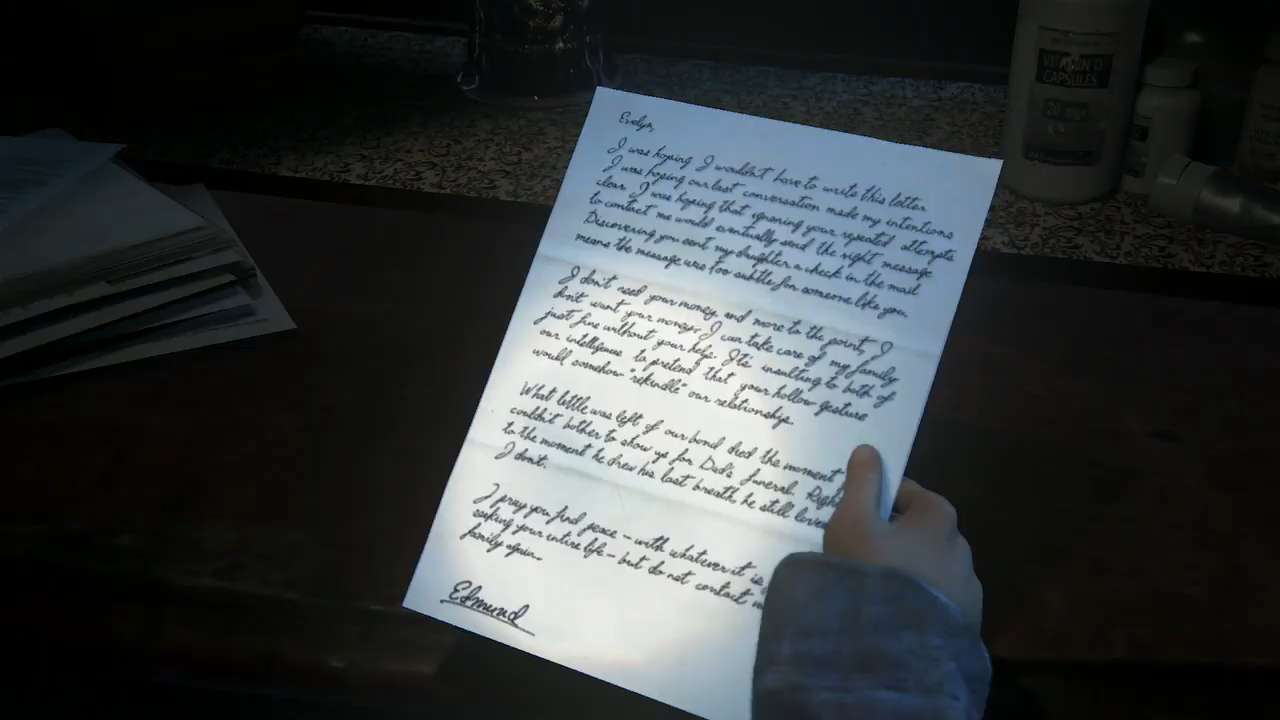 Evelyn,
I was hoping I wouldn't have to write this letter
I was hoping our last conversation made my intentions
clear. I was hoping that ignoring your repeated attempts
to contact me would eventually send the right message
Discovering you sent my daughter a check in the mail
means the message was too subtle for someone like you.
I don't need your money, and more to the point, I
don't want your money. I can take care of my family
just fine without your help. It's insulting to both of
our intelligence to pretend that your hollow gesture
would somehow "rekindle" our relationship.
What little was left of our bond died the moment
couldn't bother to show up for Dad's funeral. Right
to the moment he drew his last breath, he still loved
I don't.
I pray you find peace - with whatever it is
seeking your entire life - but do not contact
family again.
Edmund
VITAMIN D
CAPSULES